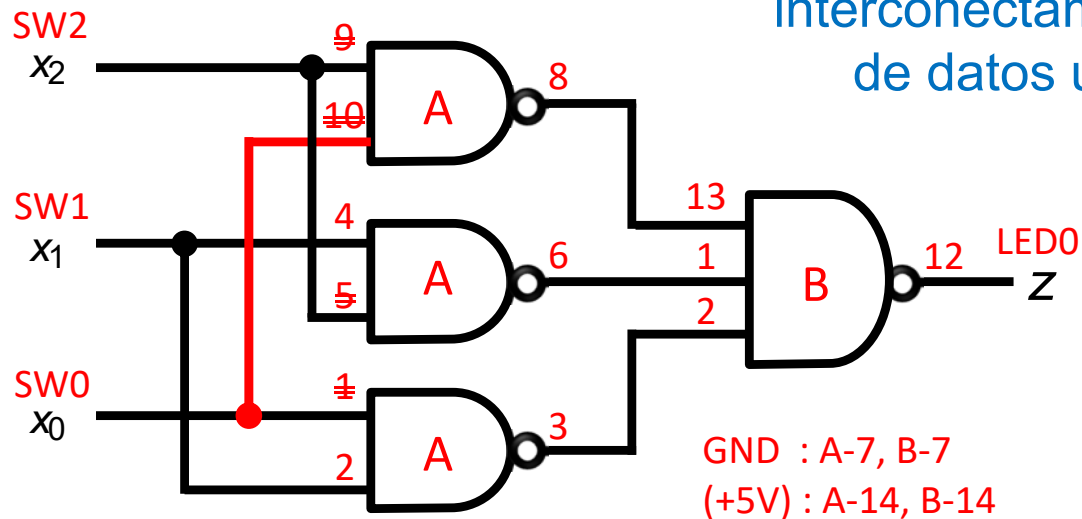 interconectan
de datos u
SW2
x2
9
10
A
8
SW1
x1
4
5
A
6
SW0
x0
1
2
A
3
13
1
2
B
12
LED0
z
GND : A-7, B-7
(+5V) : A-14, B-14